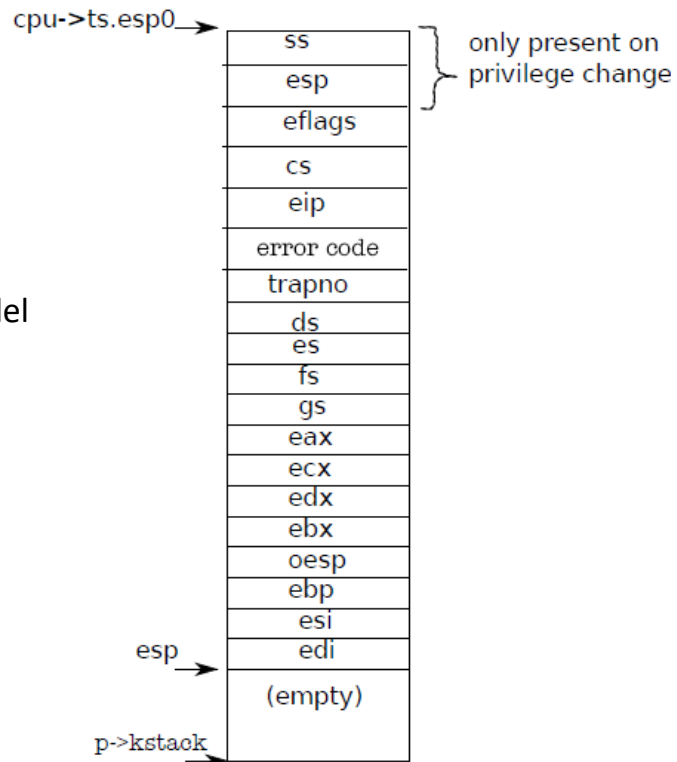 cpu->ts.esp0
ss
only present on
privilege change
esp
eflags
cs
eip
error code
trapno
del
ds
es
fs
gs
eax
ecx
edx
ebx
oesp
ebp
esi
esp
edi
(empty)
p->kstack